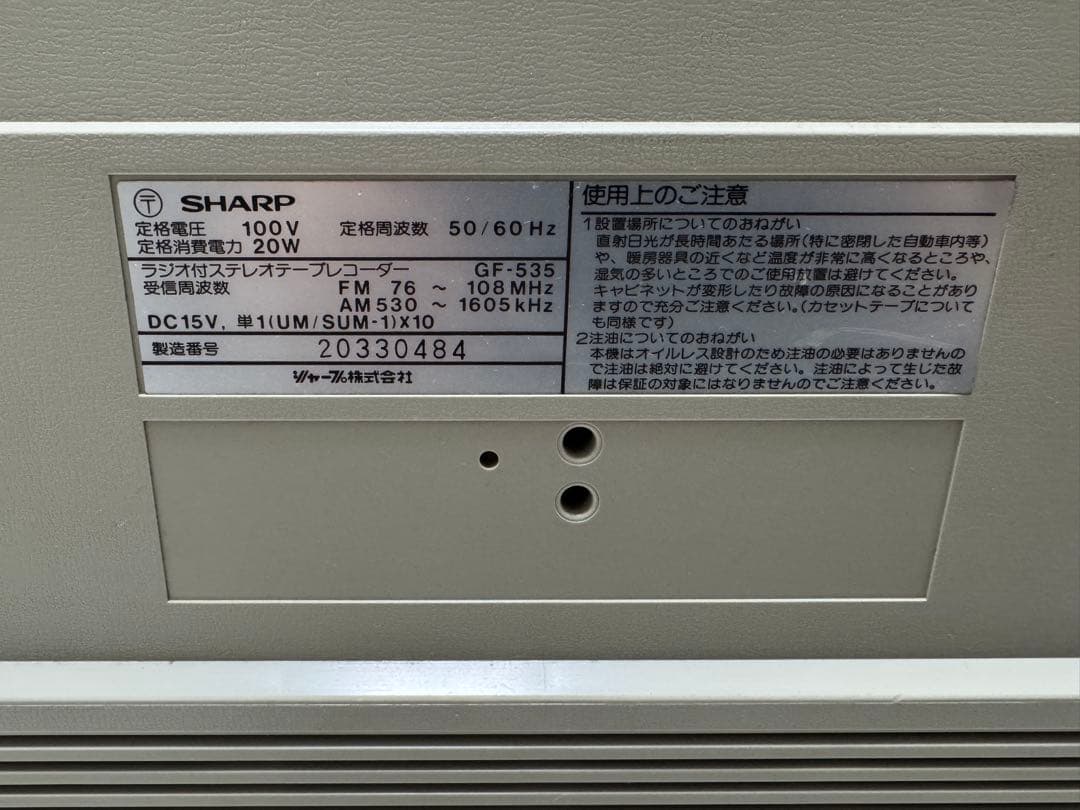 〒 SHARP
定格電圧 100V 定格周波数 50/60Hz
定格消費電力 20W
ラジオ付ステレオテープレコーダー GF-535
受信周波数 FM 76 ～ 108MHz
AM530 ～ 1605kHz
DC15V, 単1(UM/SUM-1)X10
製造番号 20330484
シャープ株式会社
使用上のご注意
1設置場所についてのおねがい
直射日光が長時間あたる場所(特に密閉した自動車内等)
や、暖房器具の近くなど温度が非常に高くなるところや、
湿気の多いところでのご使用放置は避けてください。
キャビネットが変形したり故障の原因になることがあり
ますので充分ご注意ください。(カセットテープについて
も同様です)
2注油についてのおねがい
本機はオイルレス設計のため注油の必要はありませんの
で注油は絶対に避けてください。注油によって生じた故
障は保証の対象にはなりませんのでご注意ください。